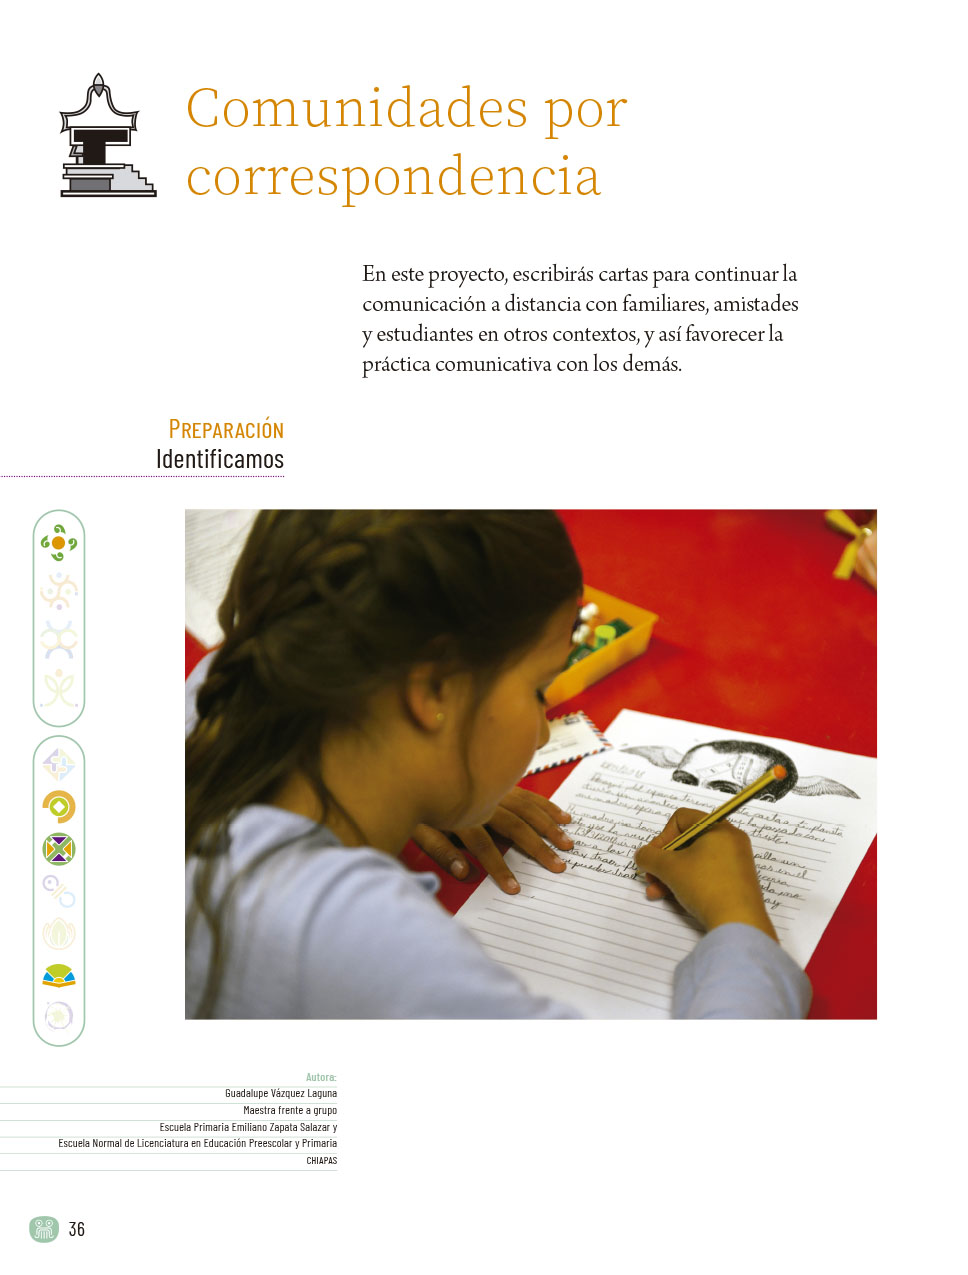 Comunidades por
correspondencia
En este proyecto, escribirás cartas para continuar la
comunicación a distancia con familiares, amistades
y estudiantes en otros contextos, y así favorecer la
práctica comunicativa con los demás.
PREPARACIÓN
Identificamos
Autora:
Guadalupe Vázquez Laguna
Maestra frente a grupo
Escuela Primaria Emiliano Zapata Salazar y
Escuela Normal de Licenciatura en Educación Preescolar y Primaria
CHIAPAS
36